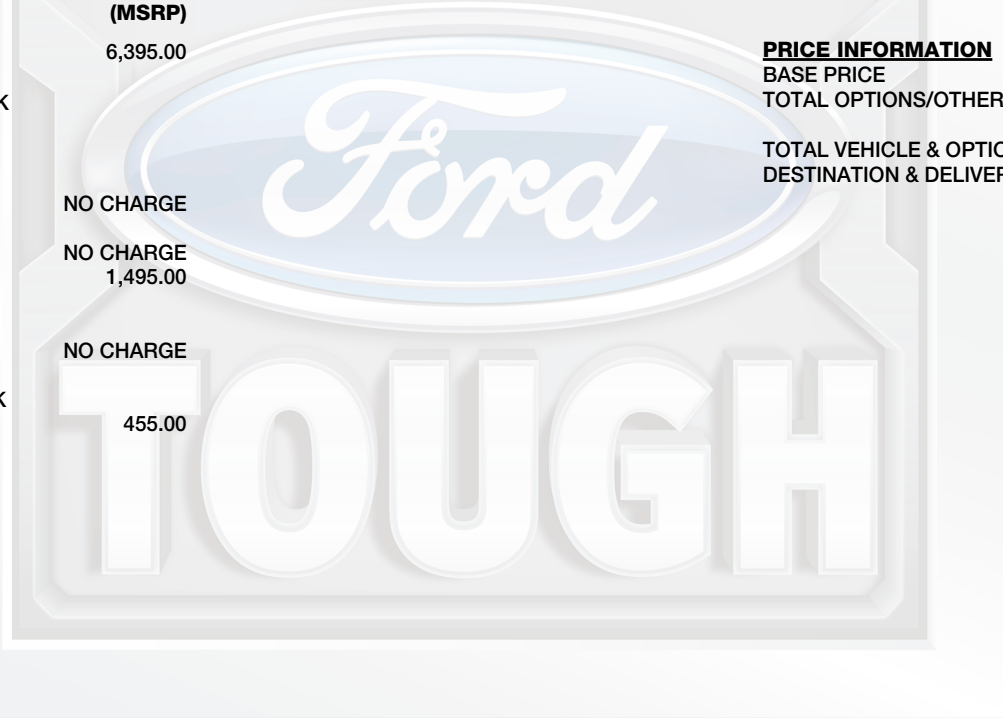 (MSRP)
6,395.00
K
NO CHARGE
NO CHARGE
1,495.00
NO CHARGE
K
455.00
PRICE INFORMATION
BASE PRICE
TOTAL OPTIONS/OTHER
TOTAL VEHICLE & OPTIO
DESTINATION & DELIVER
Ford
TOUGH